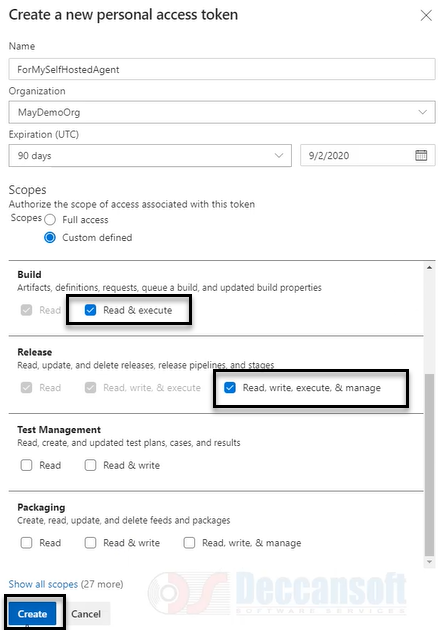 Create a new personal access token
Name
ForMySelfHostedAgent
Organization
MayDemoOrg
Expiration (UTC)
90 days 9/2/2020
Scopes
Authorize the scope of access associated with this token
Scopes Full access
Custom defined
Build
Artifacts, definitions, requests, queue a build, and updated build properties
Read Read & execute
Release
Read, update, and delete releases, release pipelines, and stages
Read Read, write, & execute Read, write, execute, & manage
Test Management
Read, create, and updated test plans, cases, and results
Read Read & write
Packaging
Create, read, update, and delete feeds and packages
Read Read & write Read, write, & manage
Show all scopes (27 more)
Deccansoft
SOFTWARE SERVICES
Create Cancel